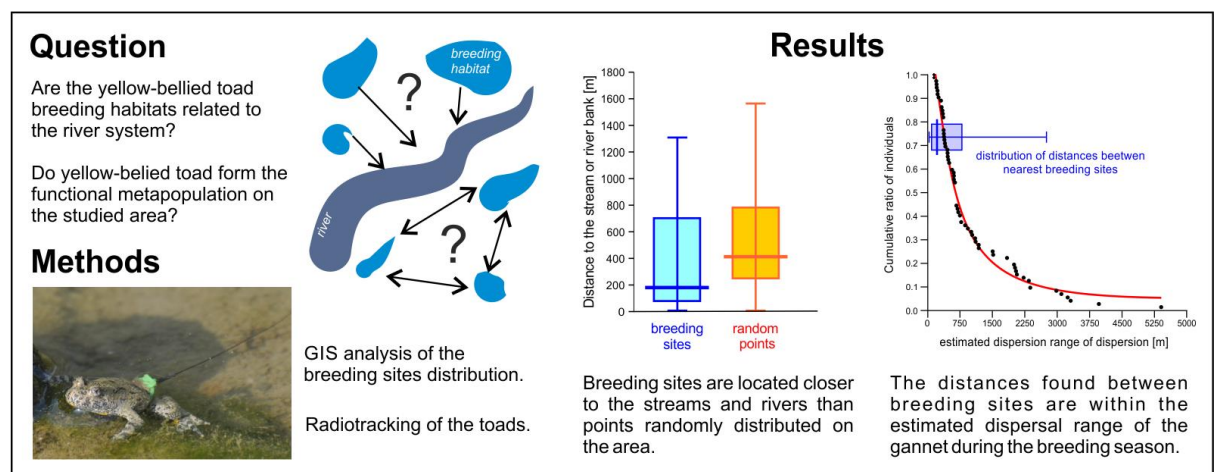 Question
Are the yellow-bellied toad
breeding habitats related to
the river system?
Do yellow-belied toad form the
functional metapopulation on
the studied area?
Methods
breeding
habitat
?
river
?
GIS analysis of the
breeding sites distribution.
Radiotracking of the toads.
Results
Distance to the stream or river bank [m]
1800
1600
1400
1200
1000
800
600
400
200
0
breeding
sites
random
points
Breeding sites are located closer
to the streams and rivers than
points randomly distributed on
the area.
Cumulative ratio of individuals
1.0
0.9
0.8
0.7
0.6
0.5
0.4
0.3
0.2
0.1
0.0
distribution of distances beetwen
nearest breeding sites
0 750 1500 2250 3000 3750 4500 5250 5000
estimated dispersion range of dispersion [m]
The distances found between
breeding sites are within the
estimated dispersal range of the
gannet during the breeding season.